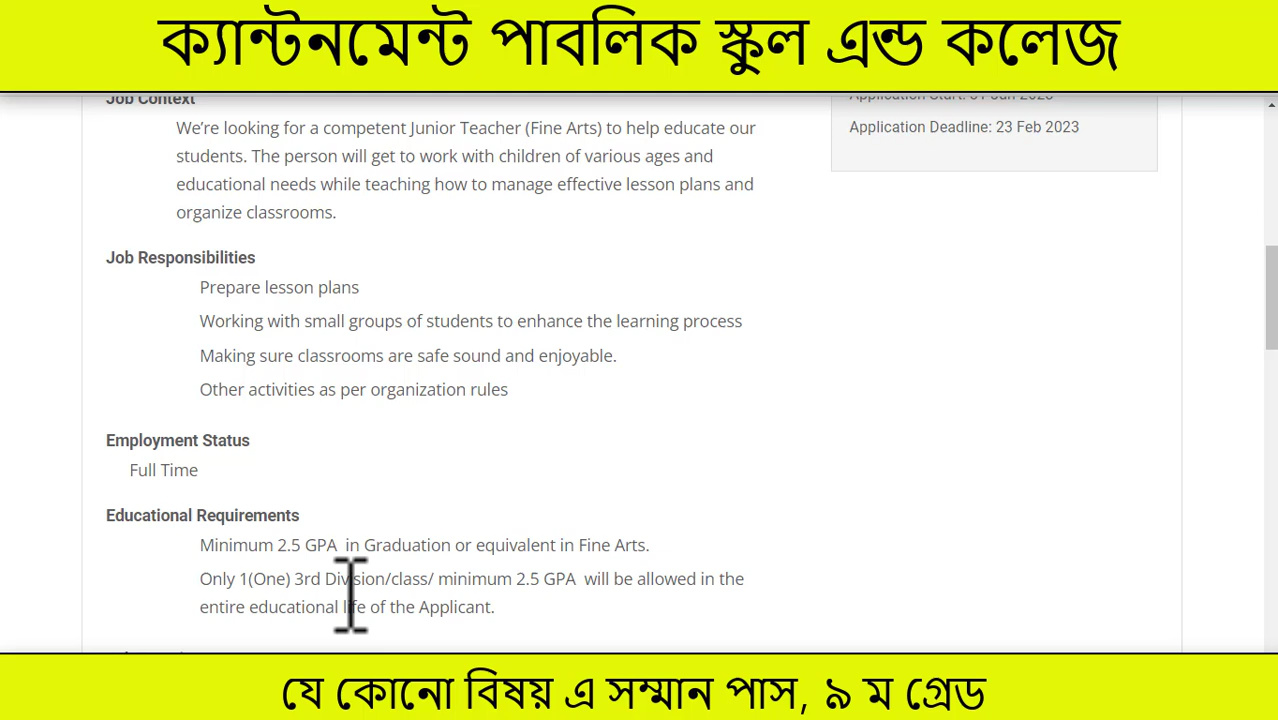 ক্যান্টনমেন্ট পাবলিক স্কুল এন্ড কলেজ
Job Context
Application Start: 01 Jan 2023
We're looking for a competent Junior Teacher (Fine Arts) to help educate our
Application Deadline: 23 Feb 2023
students. The person will get to work with children of various ages and
educational needs while teaching how to manage effective lesson plans and
organize classrooms.
Job Responsibilities
Prepare lesson plans
Working with small groups of students to enhance the learning process
Making sure classrooms are safe sound and enjoyable.
Other activities as per organization rules
Employment Status
Full Time
Educational Requirements
Minimum 2.5 GPA in Graduation or equivalent in Fine Arts.
Only 1(One) 3rd Division/class/ minimum 2.5 GPA will be allowed in the
entire educational life of the Applicant.
যে কোনো বিষয় এ সম্মান পাস, ৯ ম গ্রেড